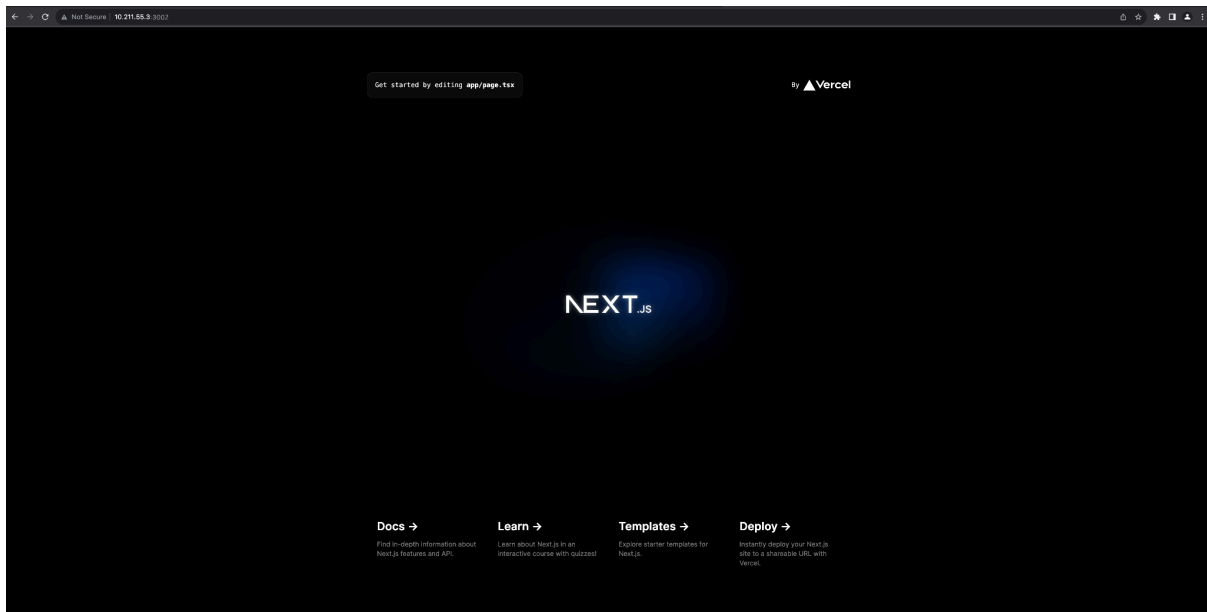 Not Secure 10.211.55.3:3002
Get started by editing app/page.tsx
By Vercel
NEXT.JS
Docs →
Find in-depth information about
Next.js features and API.
Learn →
Learn about Next.js in an
interactive course with quizzes!
Templates →
Explore starter templates for
Next.js.
Deploy →
Instantly deploy your Next.js
site to a shareable URL with
Vercel.